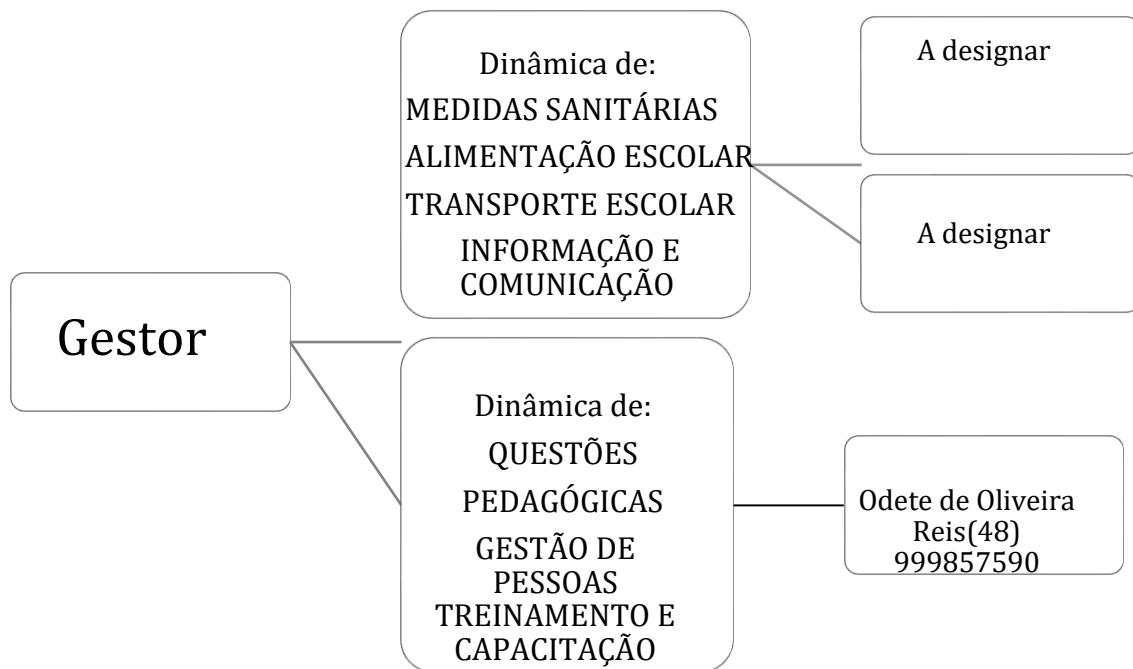 Gestor
Dinâmica de:
MEDIDAS SANITÁRIAS
ALIMENTAÇÃO ESCOLAR
TRANSPORTE ESCOLAR
INFORMAÇÃO E
COMUNICAÇÃO
A designar
A designar
Dinâmica de:
QUESTÕES
PEDAGÓGICAS
GESTÃO DE
PESSOAS
TREINAMENTO E
CAPACITAÇÃO
Odete de Oliveira
Reis(48)
999857590